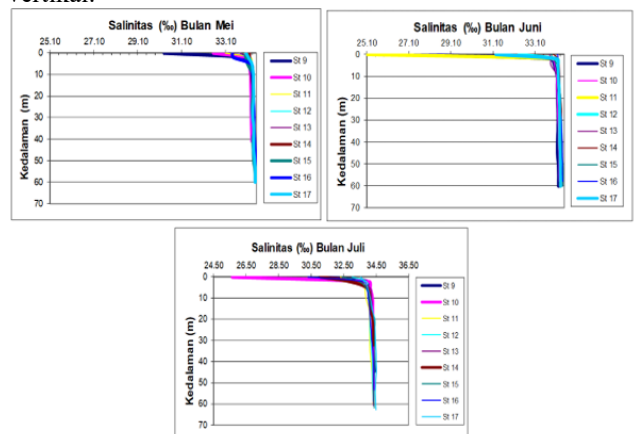 vertikal.
Salinitas (‰) Bulan Mei
25.10 27.10 29.10 31.10 33.10
0
10
20
30
40
50
60
70
Kedalaman (m)
St 9
St 10
St 11
St 12
St 13
St 14
St 15
St 16
St 17
Salinitas (‰) Bulan Juni
25.10 27.10 29.10 31.10 33.10
0
10
20
30
40
50
60
70
Kedalaman (m)
St 9
St 10
St 11
St 12
St 13
St 14
St 15
St 16
St 17
Salinitas (‰) Bulan Juli
24.50 26.50 28.50 30.50 32.50 34.50 36.50
0
10
20
30
40
50
60
70
Kedalaman (m)
St 9
St 10
St 11
St 12
St 13
St 14
St 15
St 16
St 17